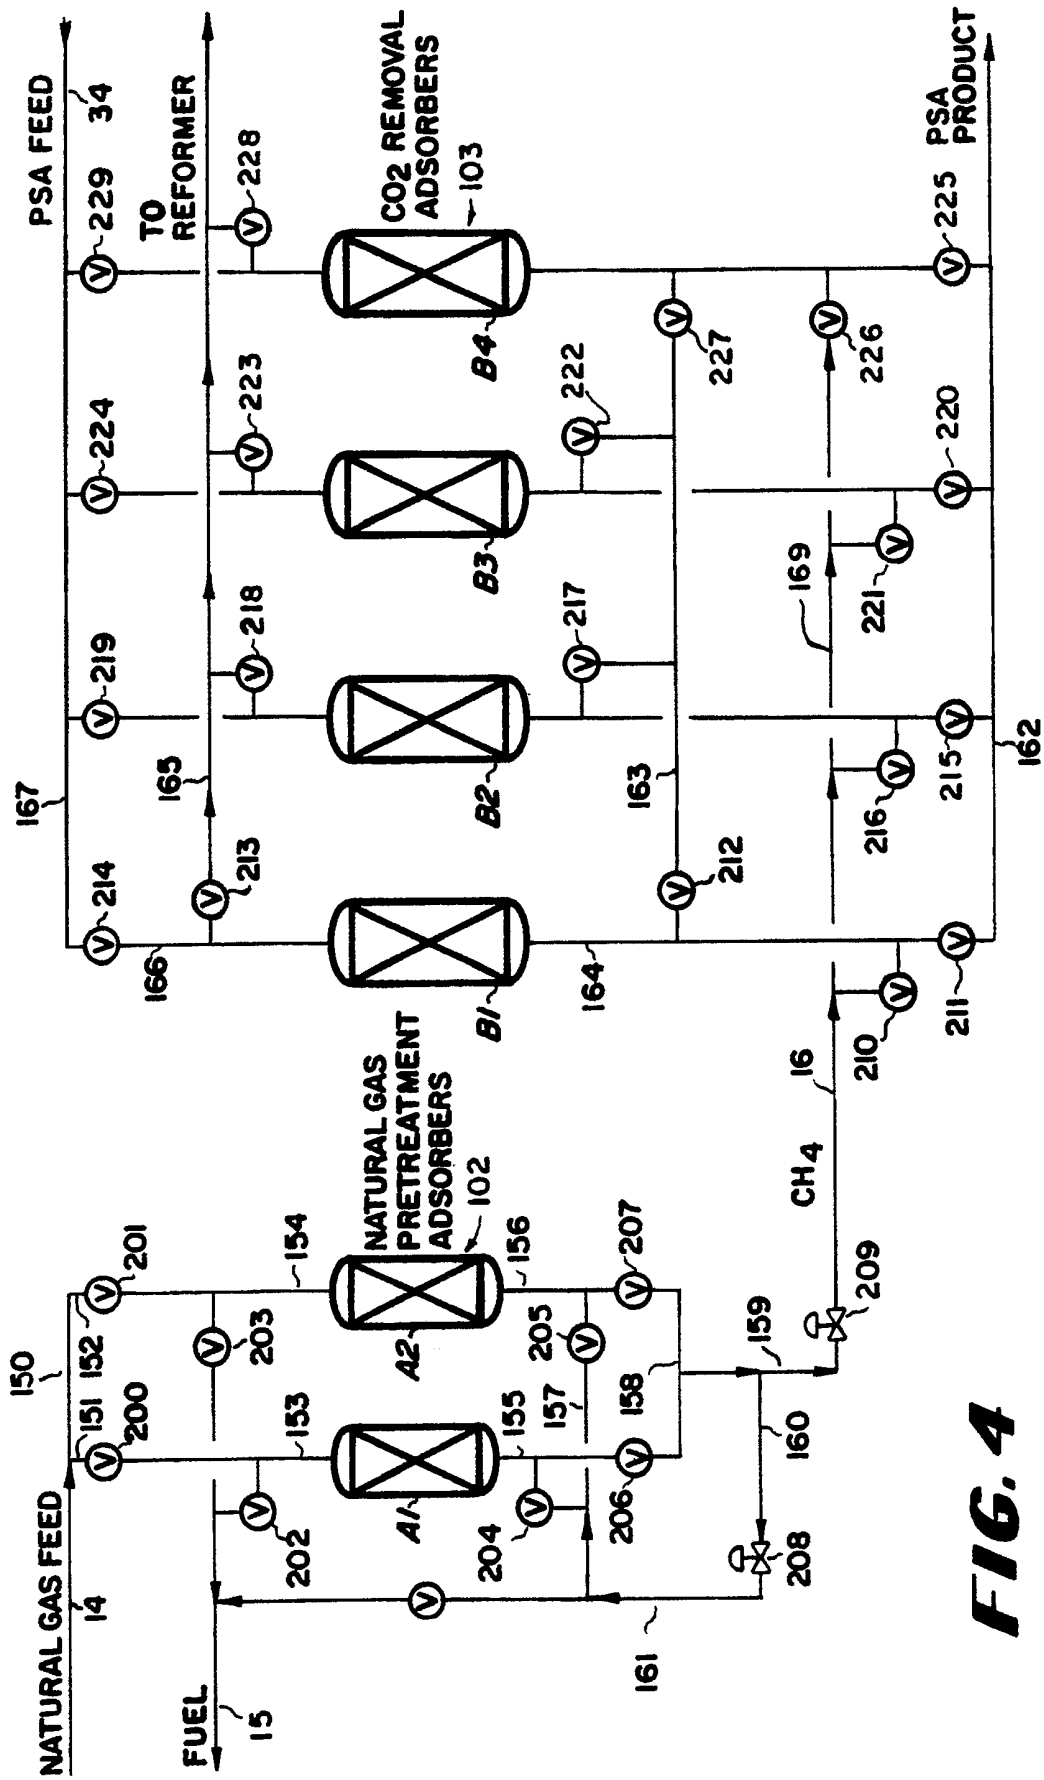 NATURAL GAS FEED
14
150
151
152
V
200
V
201
FUEL
15
V
202
V
203
153
154
A1
A2
NATURAL GAS
PRETREATMENT
ADSORBERS
102
V
155
156
V
204
V
205
157
V
206
V
207
158
161
208
160
159
209
CH4
16
167
PSA FEED
34
V
214
V
219
V
224
V
229
166
165
TO
REFORMER
V
213
V
218
V
223
V
228
B1
B2
B3
B4
CO2 REMOVAL
ADSORBERS
103
164
V
217
V
222
V
212
163
V
227
169
V
226
V
210
V
216
V
221
V
211
V
215
V
220
V
225
162
PSA
PRODUCT
FIG. 4